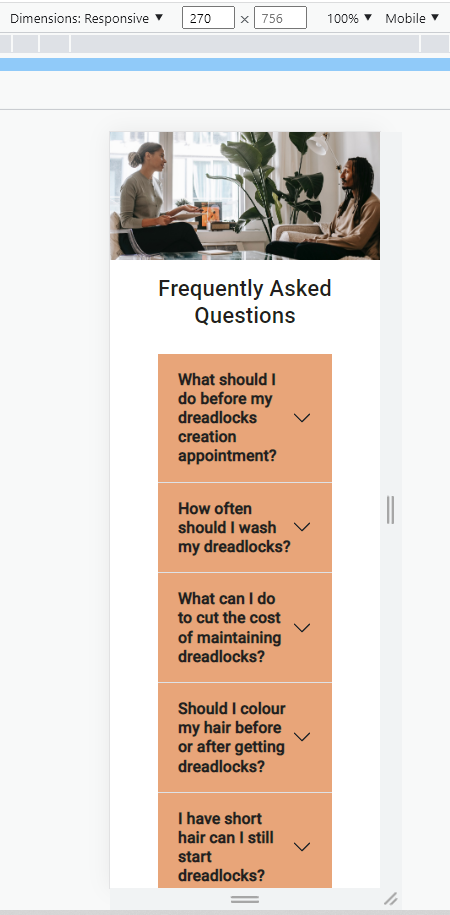 Dimensions: Responsive ▼ 270 × 756 100% ▼ Mobile ▼
Frequently Asked
Questions
What should I
do before my
dreadlocks
creation
appointment?
How often
should I wash
my dreadlocks?
What can I do
to cut the cost
of maintaining
dreadlocks?
Should I colour
my hair before
or after getting
dreadlocks?
I have short
hair can I still
start
dreadlocks?